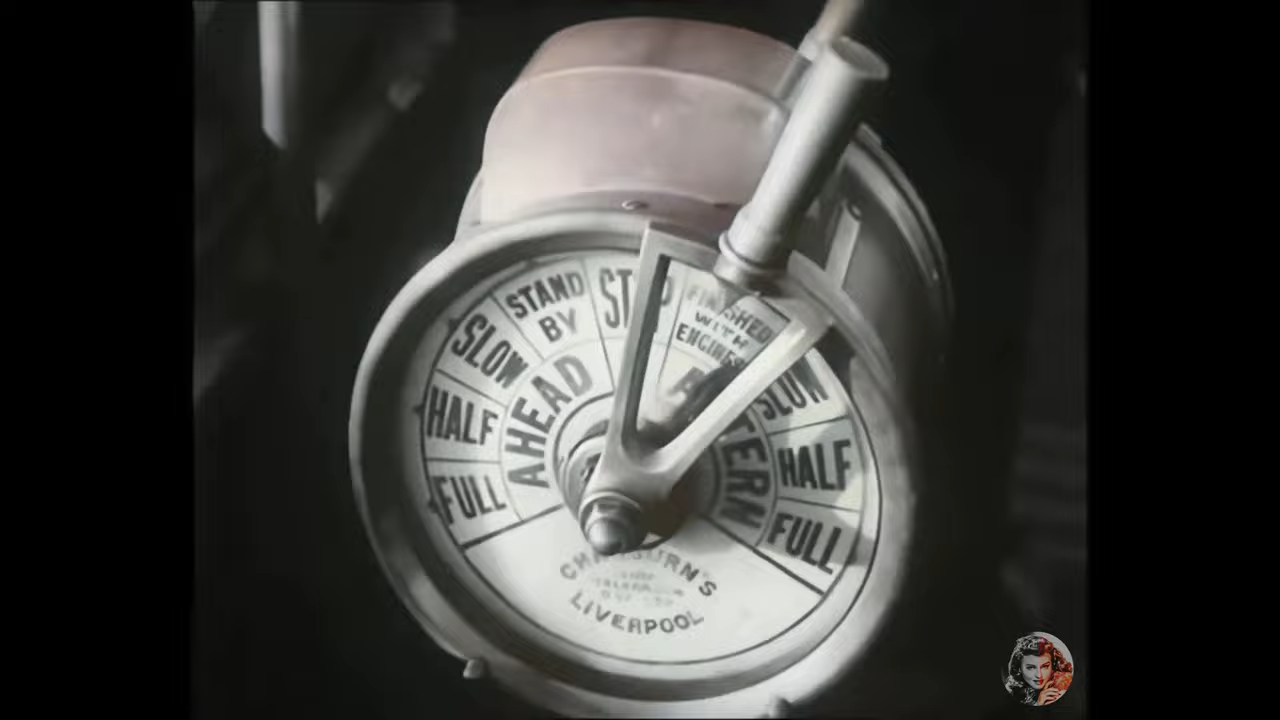 FULL
HALF
SLOW
STAND
BY
FINISHED
WITH
ENGINES
SLOW
HALF
FULL
AHEAD
LIVERPOOL